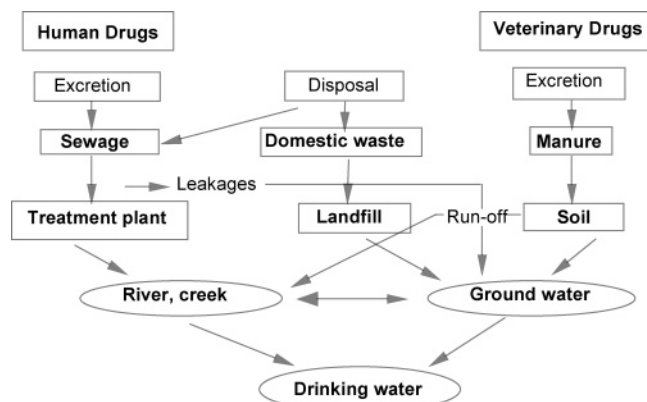 Human Drugs
Veterinary Drugs
Excretion
Disposal
Excretion
Sewage
Domestic waste
Manure
Leakages
Treatment plant
Landfill
Run-off
Soil
River, creek
Ground water
Drinking water